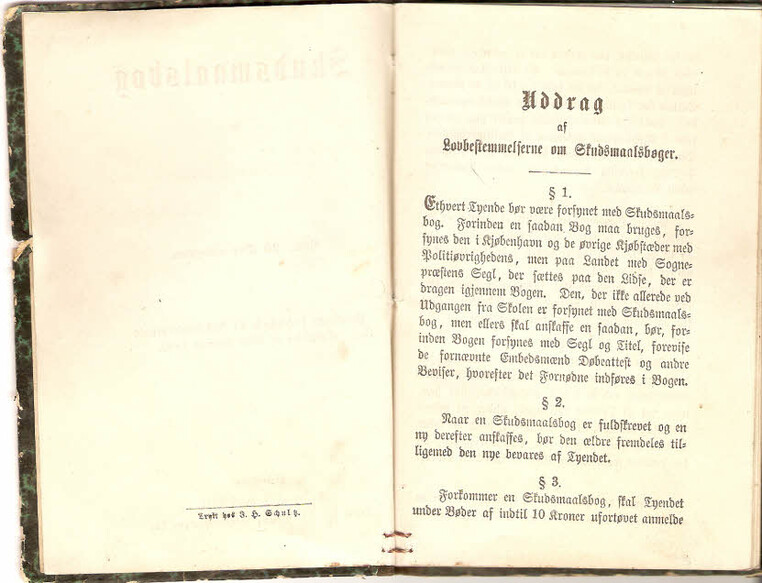 Trykt hos J. H. Schultz.
Uddrag
af
Lovbestemmelserne om Skudsmaalsbøger.
§ 1.
Ethvert Tyende bør være forsynet med Skudsmaals-
bog. Forinden en saadan Bog maa bruges, for-
synes den i Kjøbenhavn og de øvrige Kjøbstæder med
Politiøvrighedens, men paa Landet med Sogne-
præstens Segl, der sættes paa den Lidse, der er
dragen igjennem Bogen. Den, der ikke allerede ved
Udgangen fra Skolen er forsynet med Skudsmaals-
bog, men ellers skal anskaffe en saadan, bør, for-
inden Bogen forsynes med Segl og Titel, forevise
de fornævnte Embedsmænd Døbeattest og andre
Beviser, hvorefter det Fornødne indføres i Bogen.
§ 2.
Naar en Skudsmaalsbog er fuldskrevet og en
ny derefter anskaffes, bør den ældre fremdeles til-
ligemed den nye bevares af Tyendet.
§ 3.
Forkommer en Skudsmaalsbog, skal Tyendet
under Bøder af indtil 10 Kroner ufortøvet anmelde